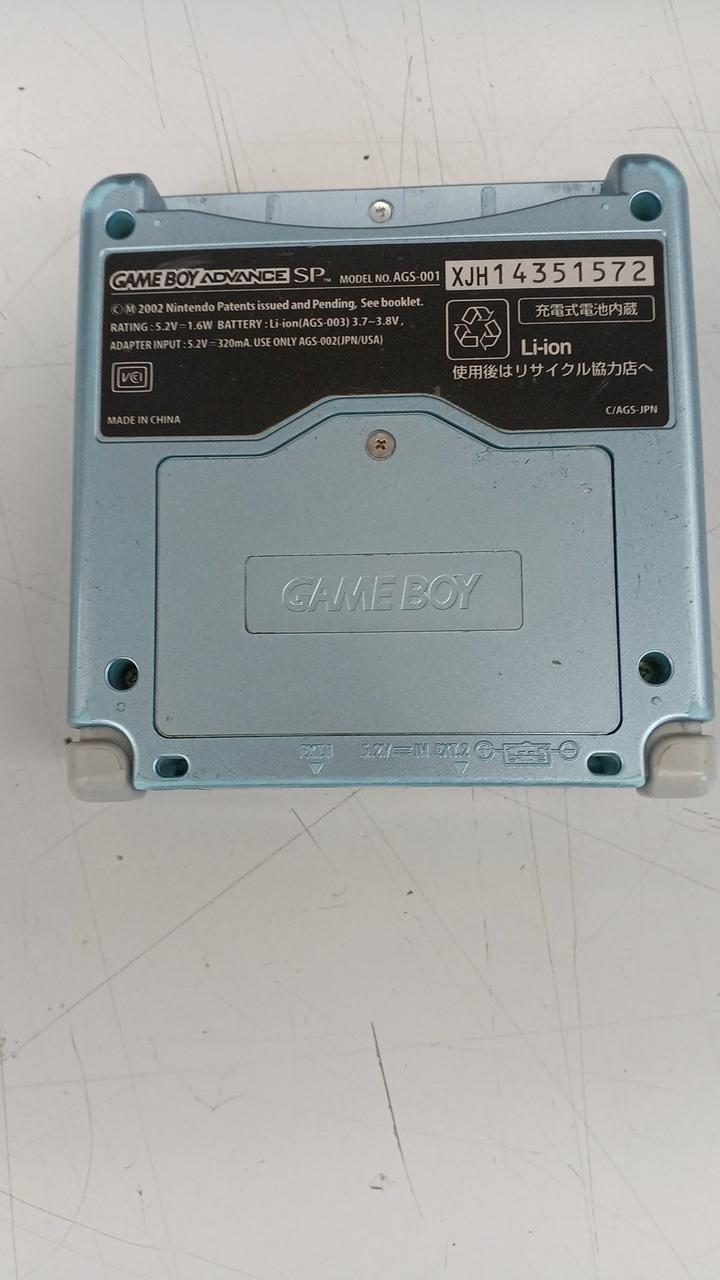 GAME BOY ADVANCE SP™ MODEL NO. AGS-001 XJH14351572
ⒸⓂ 2002 Nintendo Patents issued and Pending, See booklet.
RATING : 5.2V⎓1.6W BATTERY : Li-ion(AGS-003) 3.7~3.8V,
ADAPTER INPUT : 5.2V⎓320mA. USE ONLY AGS-002(JPN/USA)
VCI
MADE IN CHINA
充電式電池内蔵
Li-ion
使用後はリサイクル協力店へ
C/AGS-JPN
GAME BOY
EXT.1 5.2V⎓IN EXT.2